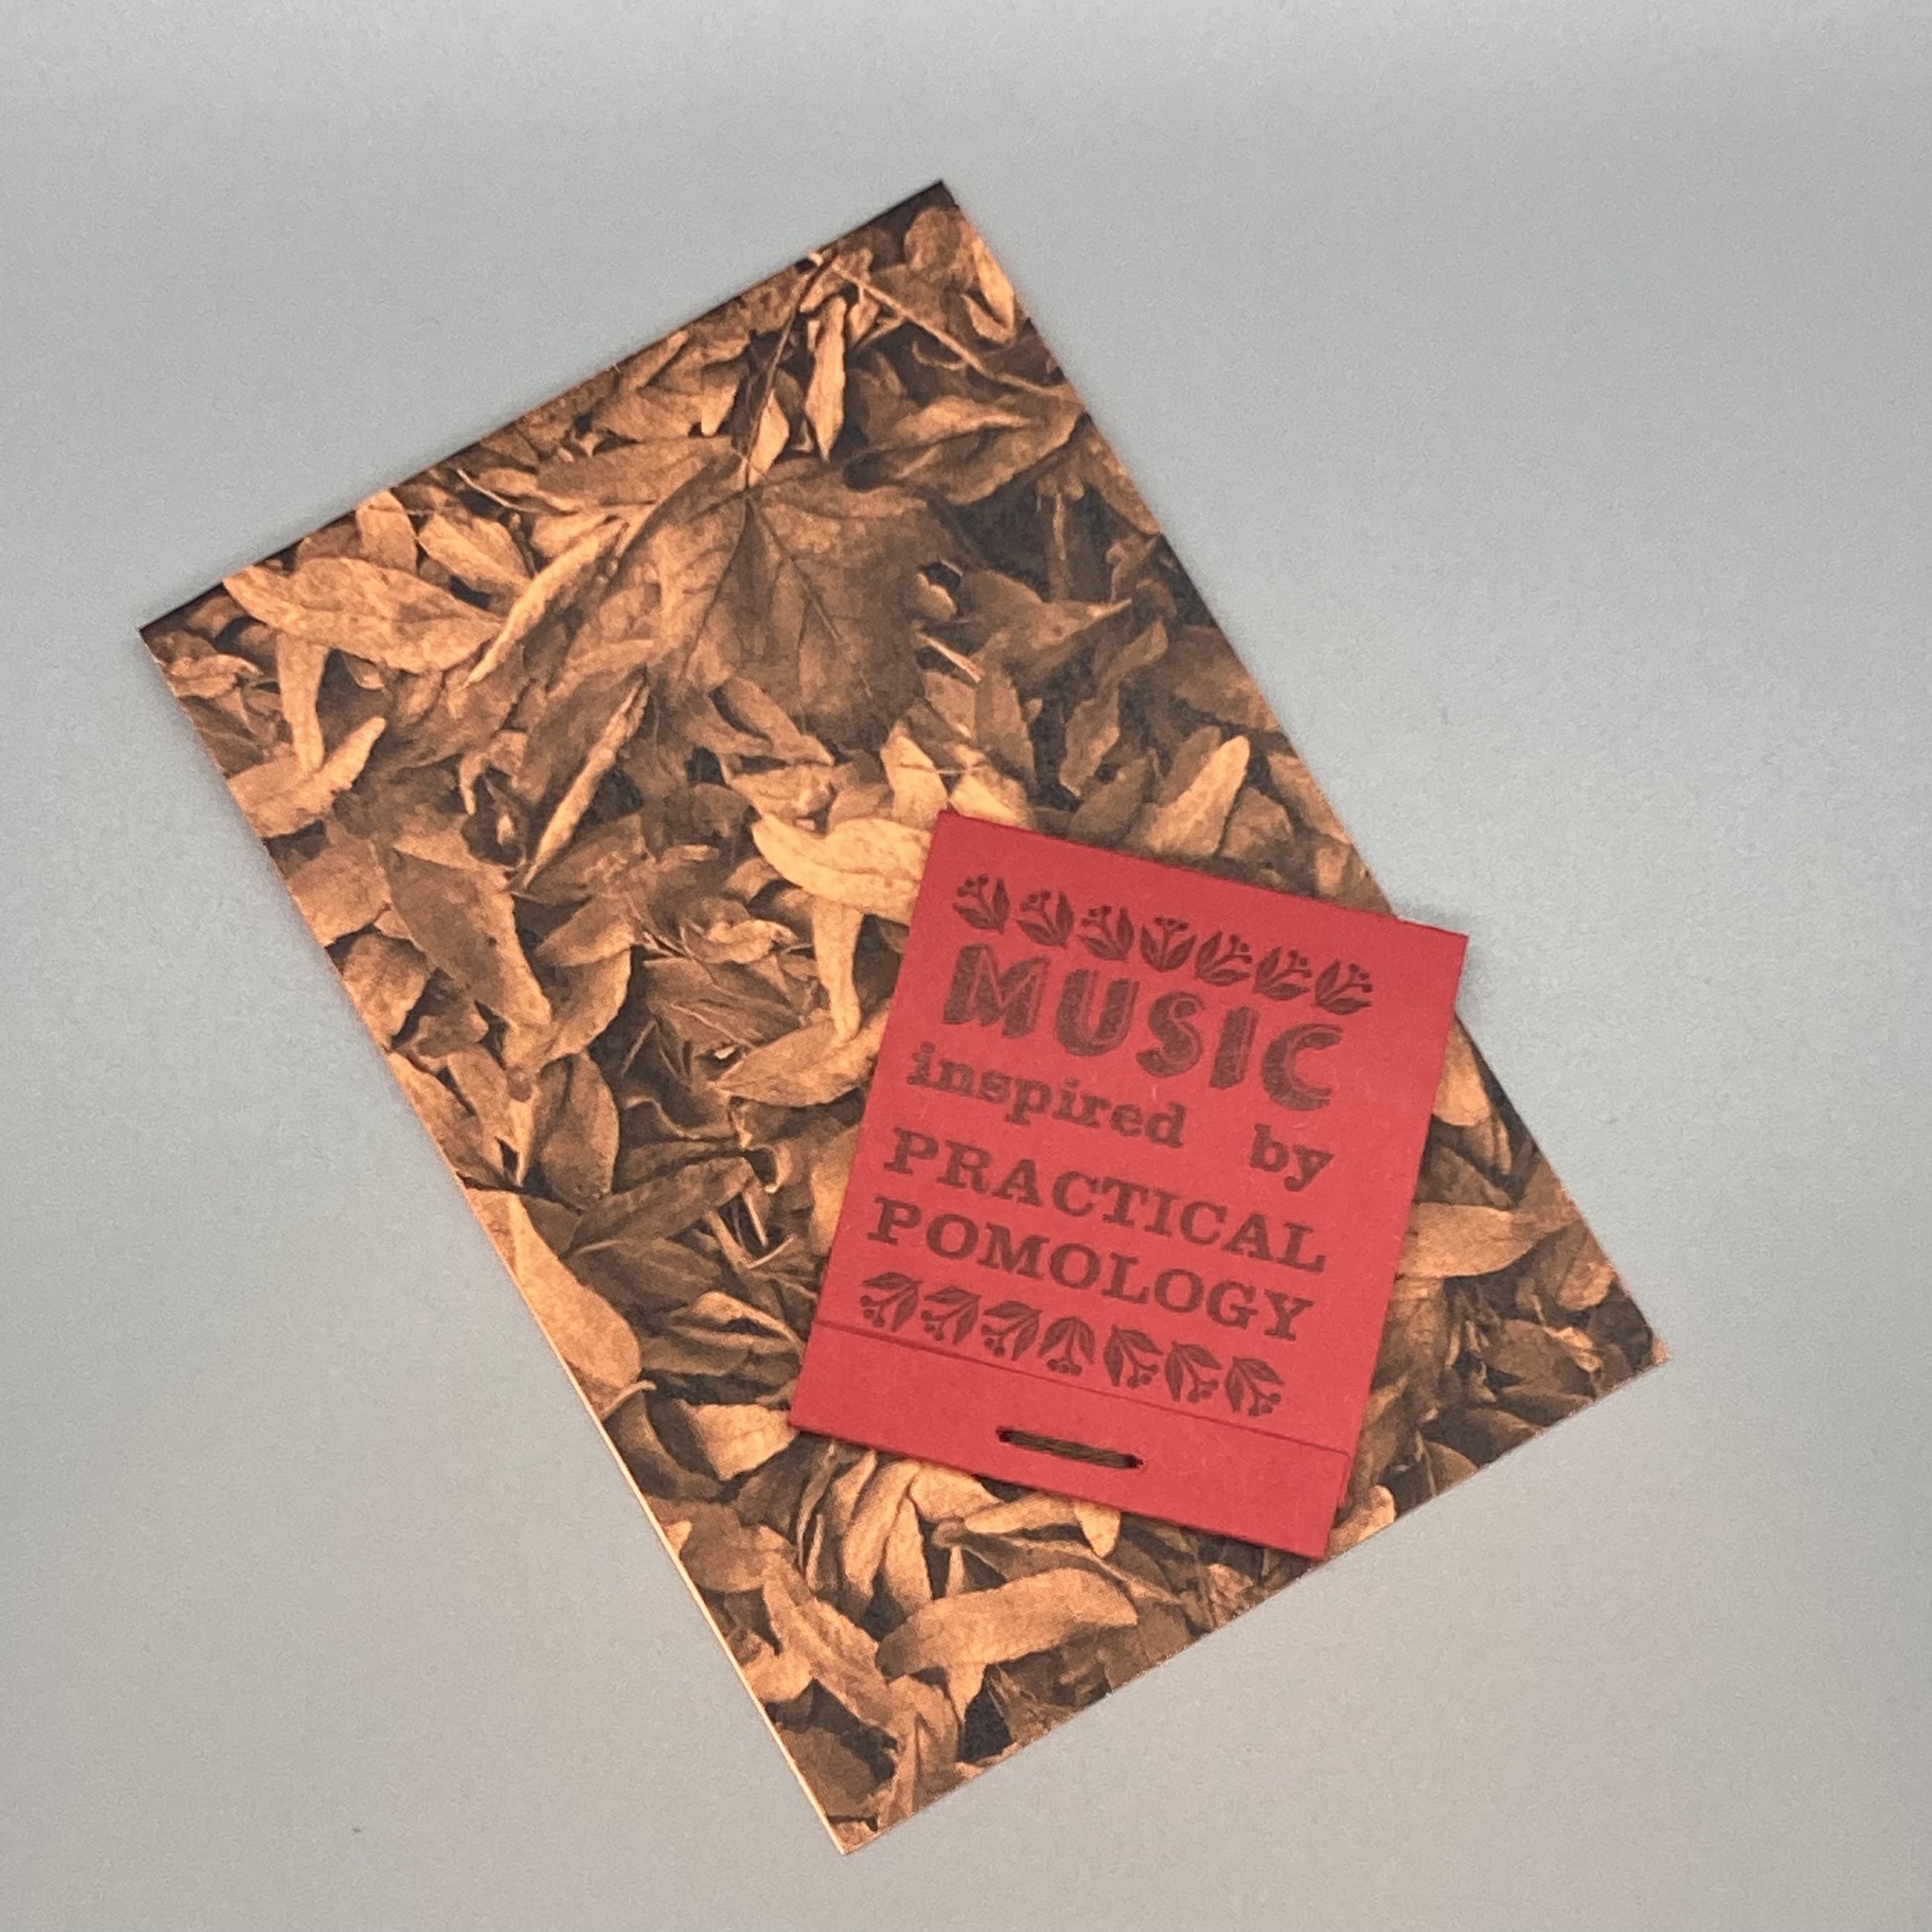 MUSIC
inspired by
PRACTICAL
POMOLOGY